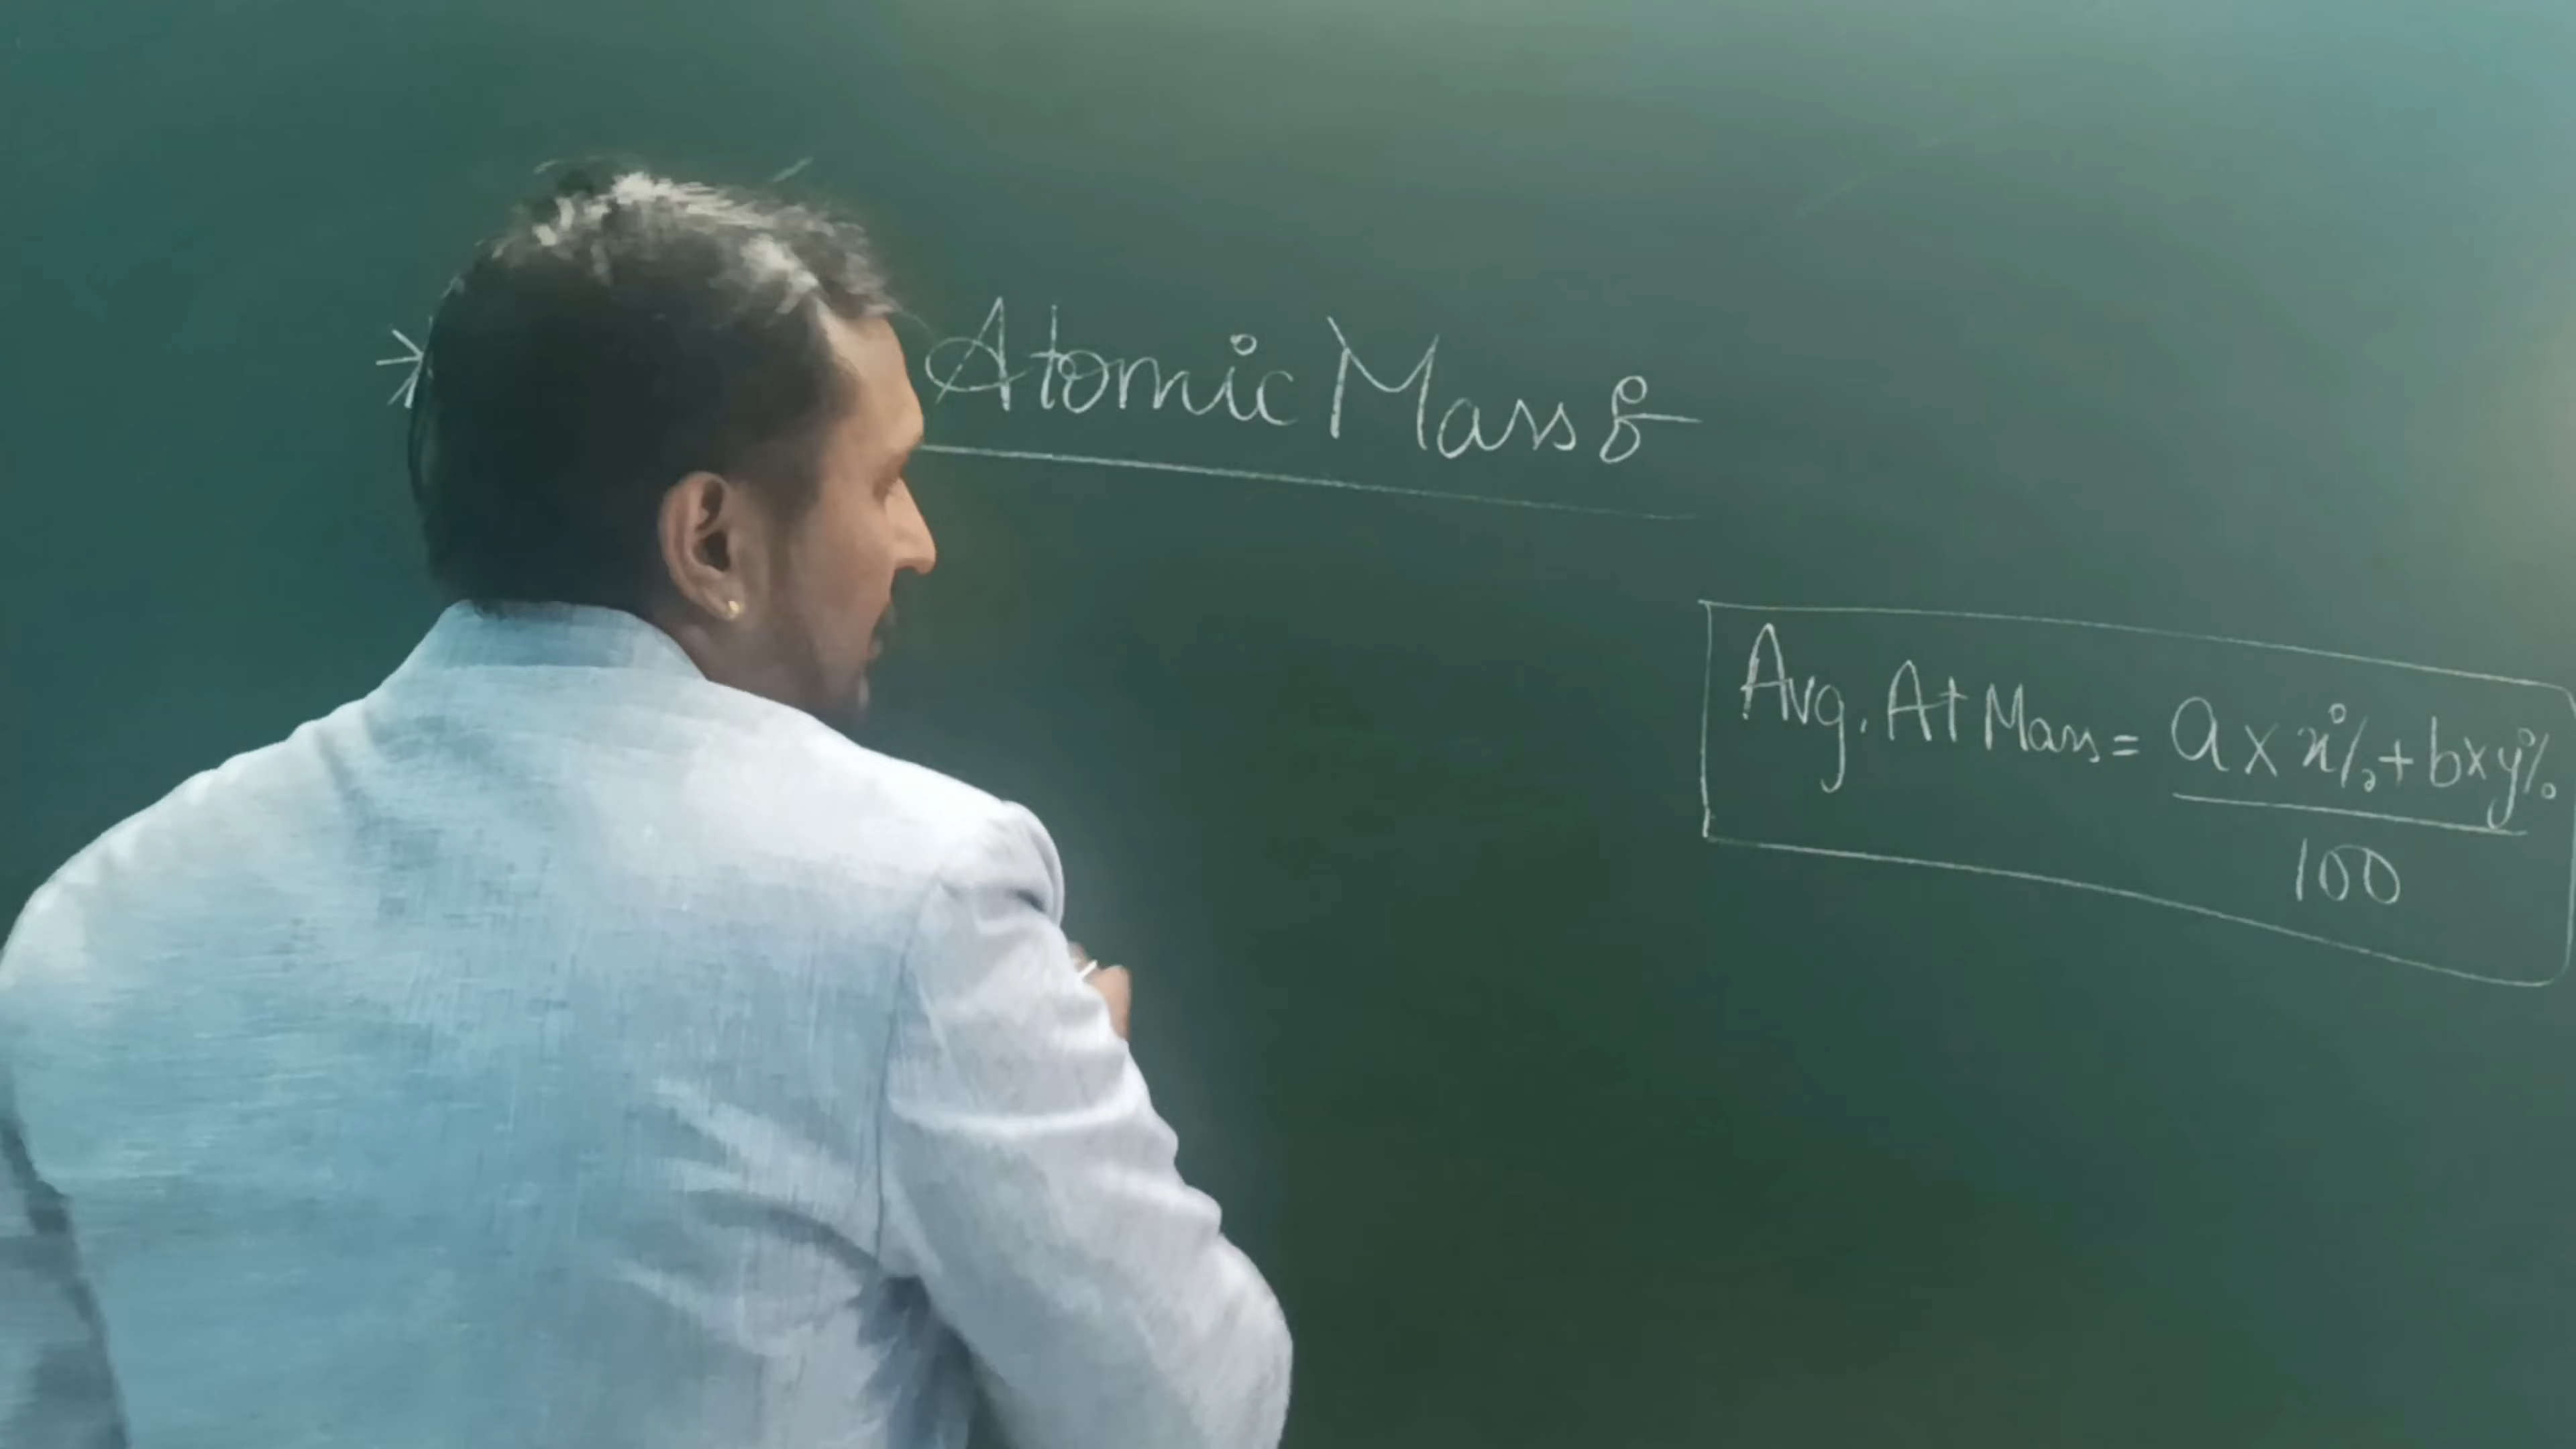 Atomic Mass :-
Avg. At Mass = a x x% + b x y%
100